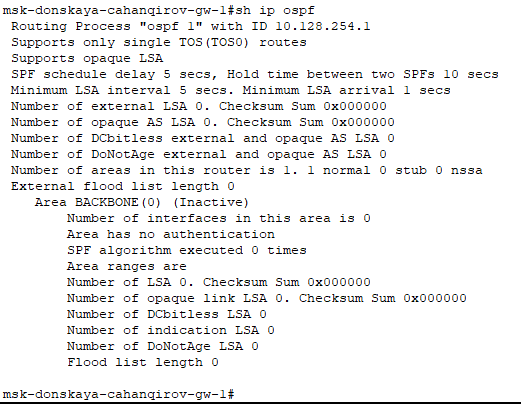 msk-donskaya-cahanqirov-gw-1#sh ip ospf
Routing Process "ospf 1" with ID 10.128.254.1
Supports only single TOS(TOS0) routes
Supports opaque LSA
SPF schedule delay 5 secs, Hold time between two SPFs 10 secs
Minimum LSA interval 5 secs. Minimum LSA arrival 1 secs
Number of external LSA 0. Checksum Sum 0x000000
Number of opaque AS LSA 0. Checksum Sum 0x000000
Number of DCbitless external and opaque AS LSA 0
Number of DoNotAge external and opaque AS LSA 0
Number of areas in this router is 1. 1 normal 0 stub 0 nssa
External flood list length 0
Area BACKBONE(0) (Inactive)
Number of interfaces in this area is 0
Area has no authentication
SPF algorithm executed 0 times
Area ranges are
Number of LSA 0. Checksum Sum 0x000000
Number of opaque link LSA 0. Checksum Sum 0x000000
Number of DCbitless LSA 0
Number of indication LSA 0
Number of DoNotAge LSA 0
Flood list length 0
msk-donskaya-cahanqirov-gw-1#